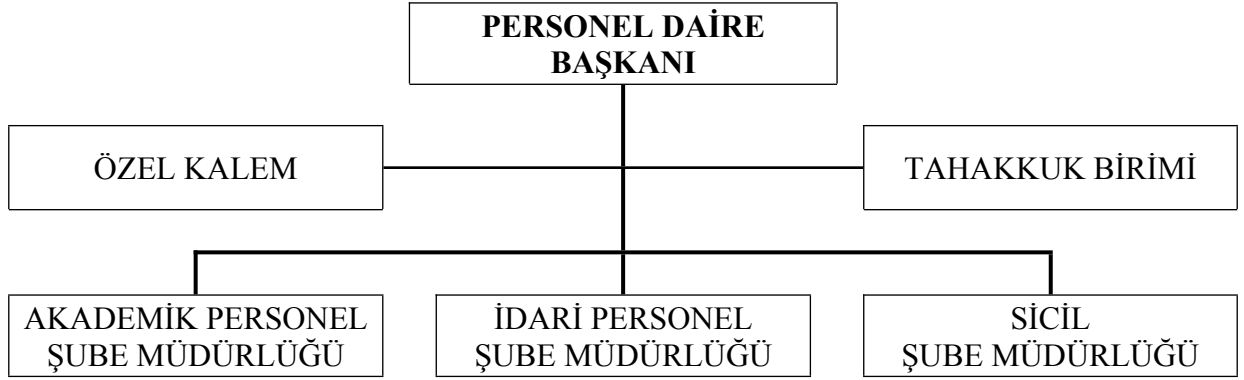 PERSONEL DAİRE
BAŞKANI
ÖZEL KALEM
TAHAKKUK BİRİMİ
AKADEMİK PERSONEL
ŞUBE MÜDÜRLÜĞÜ
İDARİ PERSONEL
ŞUBE MÜDÜRLÜĞÜ
SİCİL
ŞUBE MÜDÜRLÜĞÜ